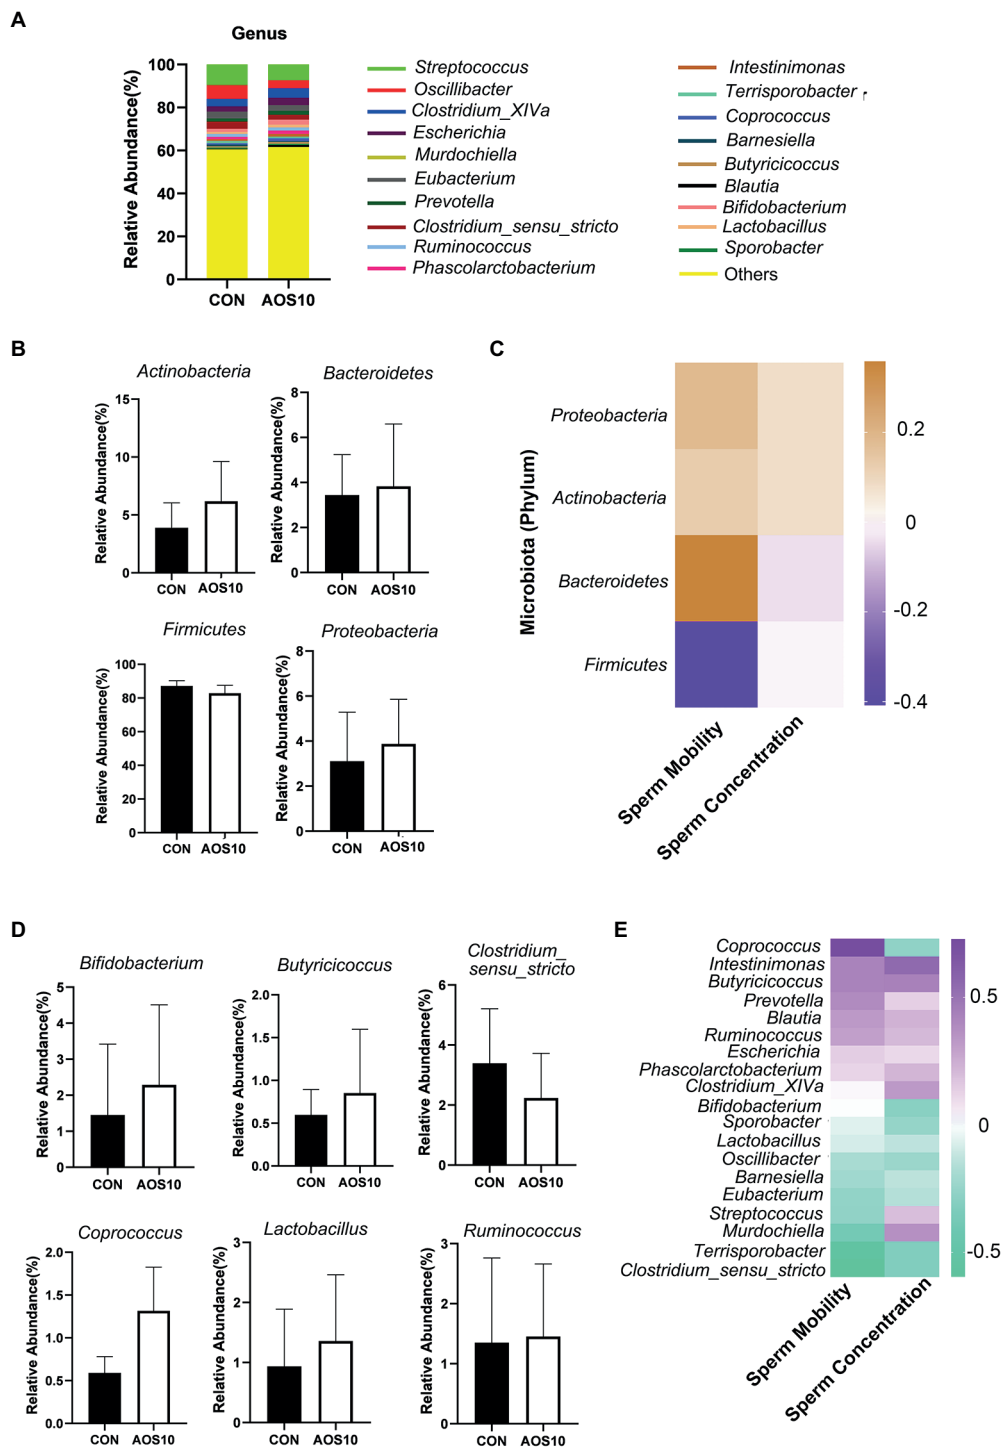 A
Genus
Relative Abundance(%)
100
80
60
40
20
0
CON
AOS10
Streptococcus
Oscillibacter
Clostridium_XIVa
Escherichia
Murdochiella
Eubacterium
Prevotella
Clostridium_sensu_stricto
Ruminococcus
Phascolarctobacterium
Intestinimonas
Terrisporobacter
Coprococcus
Barnesiella
Butyricicoccus
Blautia
Bifidobacterium
Lactobacillus
Sporobacter
Others
B
Actinobacteria
Relative Abundance(%)
15
10
5
0
CON
AOS10
Bacteroidetes
Relative Abundance(%)
8
6
4
2
0
CON
AOS10
Firmicutes
Relative Abundance(%)
100
80
60
40
20
0
CON
AOS10
Proteobacteria
Relative Abundance(%)
8
6
4
2
0
CON
AOS10
C
Microbiota (Phylum)
Proteobacteria
Actinobacteria
Bacteroidetes
Firmicutes
Sperm Mobility
Sperm Concentration
0.2
0
-0.2
-0.4
D
Bifidobacterium
Relative Abundance(%)
5
4
3
2
1
0
CON
AOS10
Butyricicoccus
Relative Abundance(%)
2.0
1.5
1.0
0.5
0.0
CON
AOS10
Clostridium_
sensu_stricto
Relative Abundance(%)
6
4
2
0
CON
AOS10
Coprococcus
Relative Abundance(%)
2.0
1.5
1.0
0.5
0.0
CON
AOS10
Lactobacillus
Relative Abundance(%)
3
2
1
0
CON
AOS10
Ruminococcus
Relative Abundance(%)
3
2
1
0
CON
AOS10
E
Coprococcus
Intestinimonas
Butyricicoccus
Prevotella
Blautia
Ruminococcus
Escherichia
Phascolarctobacterium
Clostridium_XIVa
Bifidobacterium
Sporobacter
Lactobacillus
Oscillibacter
Barnesiella
Eubacterium
Streptococcus
Murdochiella
Terrisporobacter
Clostridium_sensu_stricto
Sperm Mobility
Sperm Concentration
0.5
0
-0.5